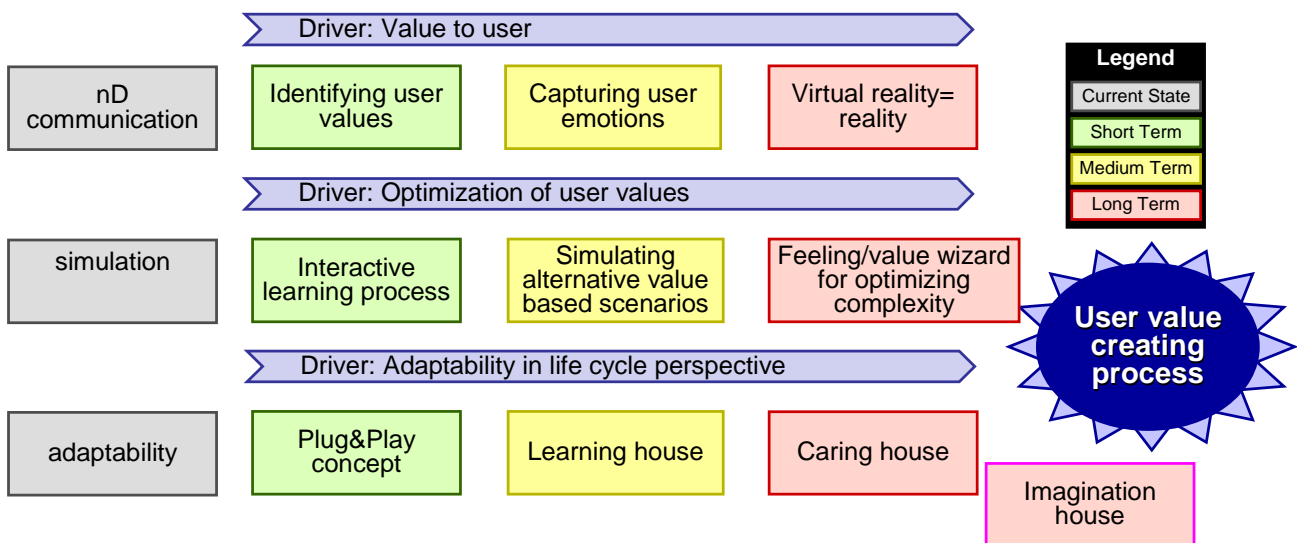 Driver: Value to user
nD
communication
Identifying user
values
Capturing user
emotions
Virtual reality=
reality
Legend
Current State
Short Term
Medium Term
Long Term
Driver: Optimization of user values
simulation
Interactive
learning process
Simulating
alternative value
based scenarios
Feeling/value wizard
for optimizing
complexity
User value
creating
process
Driver: Adaptability in life cycle perspective
adaptability
Plug&Play
concept
Learning house
Caring house
Imagination
house